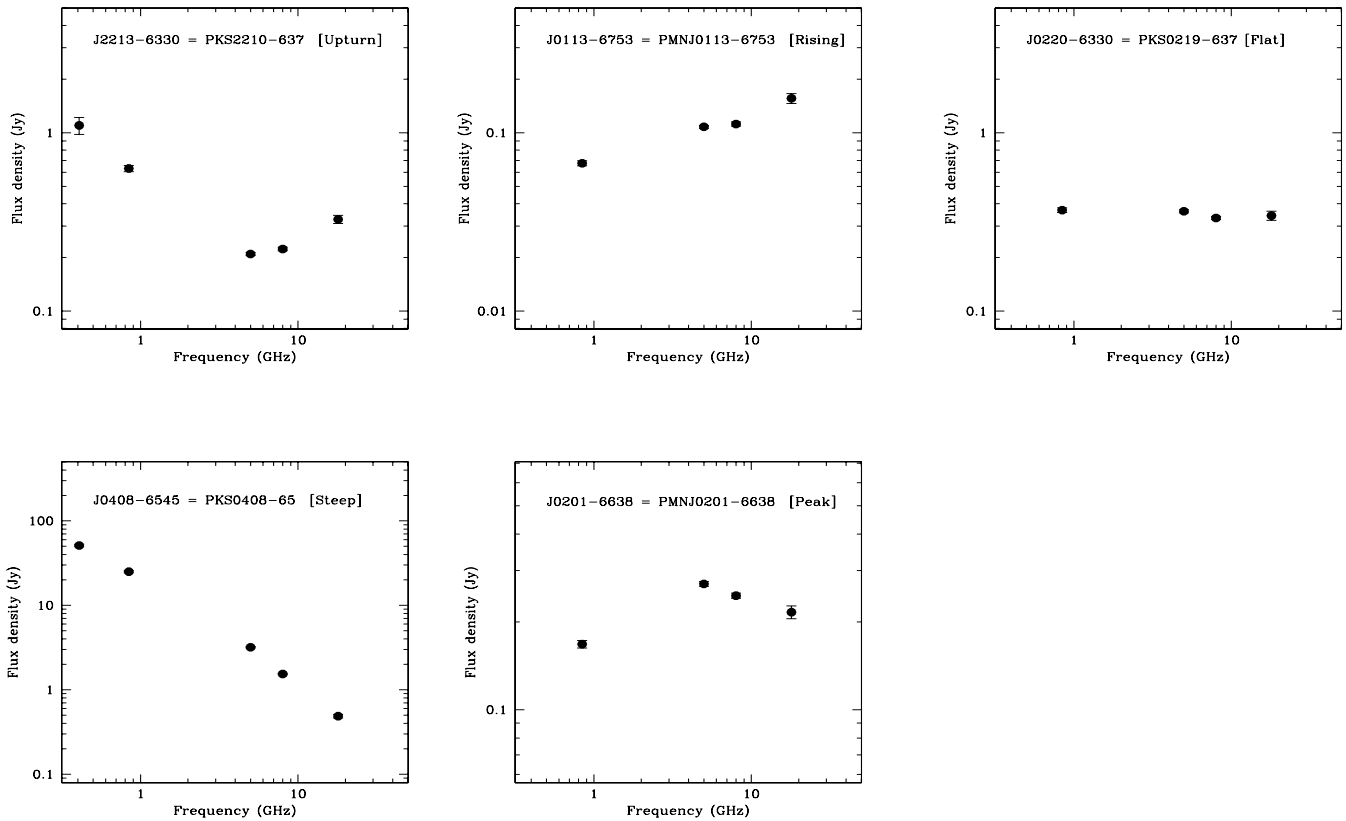 J2213-6330 = PKS2210-637 [Upturn]
Flux density (Jy)
1
0.1
1
10
Frequency (GHz)
J0113-6753 = PMNJ0113-6753 [Rising]
Flux density (Jy)
0.1
0.01
1
10
Frequency (GHz)
J0220-6330 = PKS0219-637 [Flat]
Flux density (Jy)
1
0.1
1
10
Frequency (GHz)
J0408-6545 = PKS0408-65 [Steep]
Flux density (Jy)
100
10
1
0.1
1
10
Frequency (GHz)
J0201-6638 = PMNJ0201-6638 [Peak]
Flux density (Jy)
0.1
1
10
Frequency (GHz)